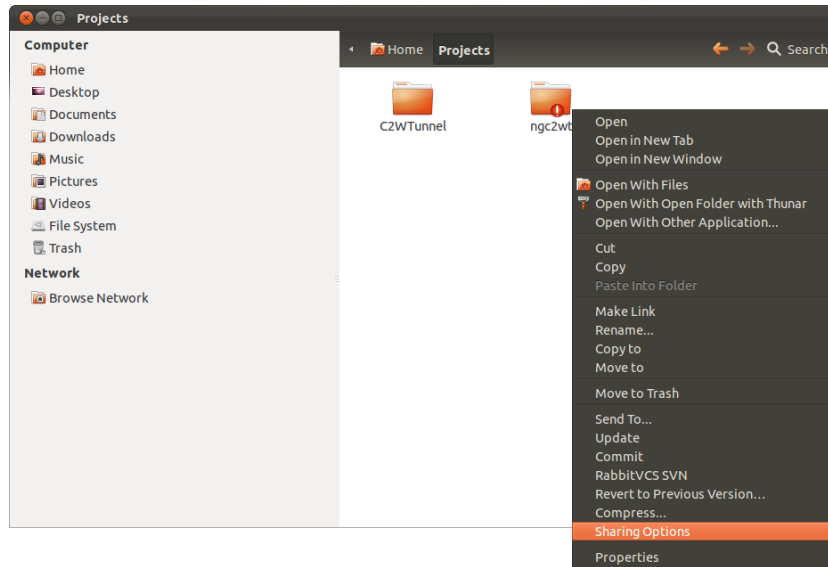 Projects
Computer
Home
Desktop
Documents
Downloads
Music
Pictures
Videos
File System
Trash
Network
Browse Network
Home Projects Search
C2WTunnel
ngc2wt
Open
Open in New Tab
Open in New Window
Open With Files
Open With Open Folder with Thunar
Open With Other Application...
Cut
Copy
Paste Into Folder
Make Link
Rename...
Copy to
Move to
Move to Trash
Send To...
Update
Commit
RabbitVCS SVN
Revert to Previous Version...
Compress...
Sharing Options
Properties